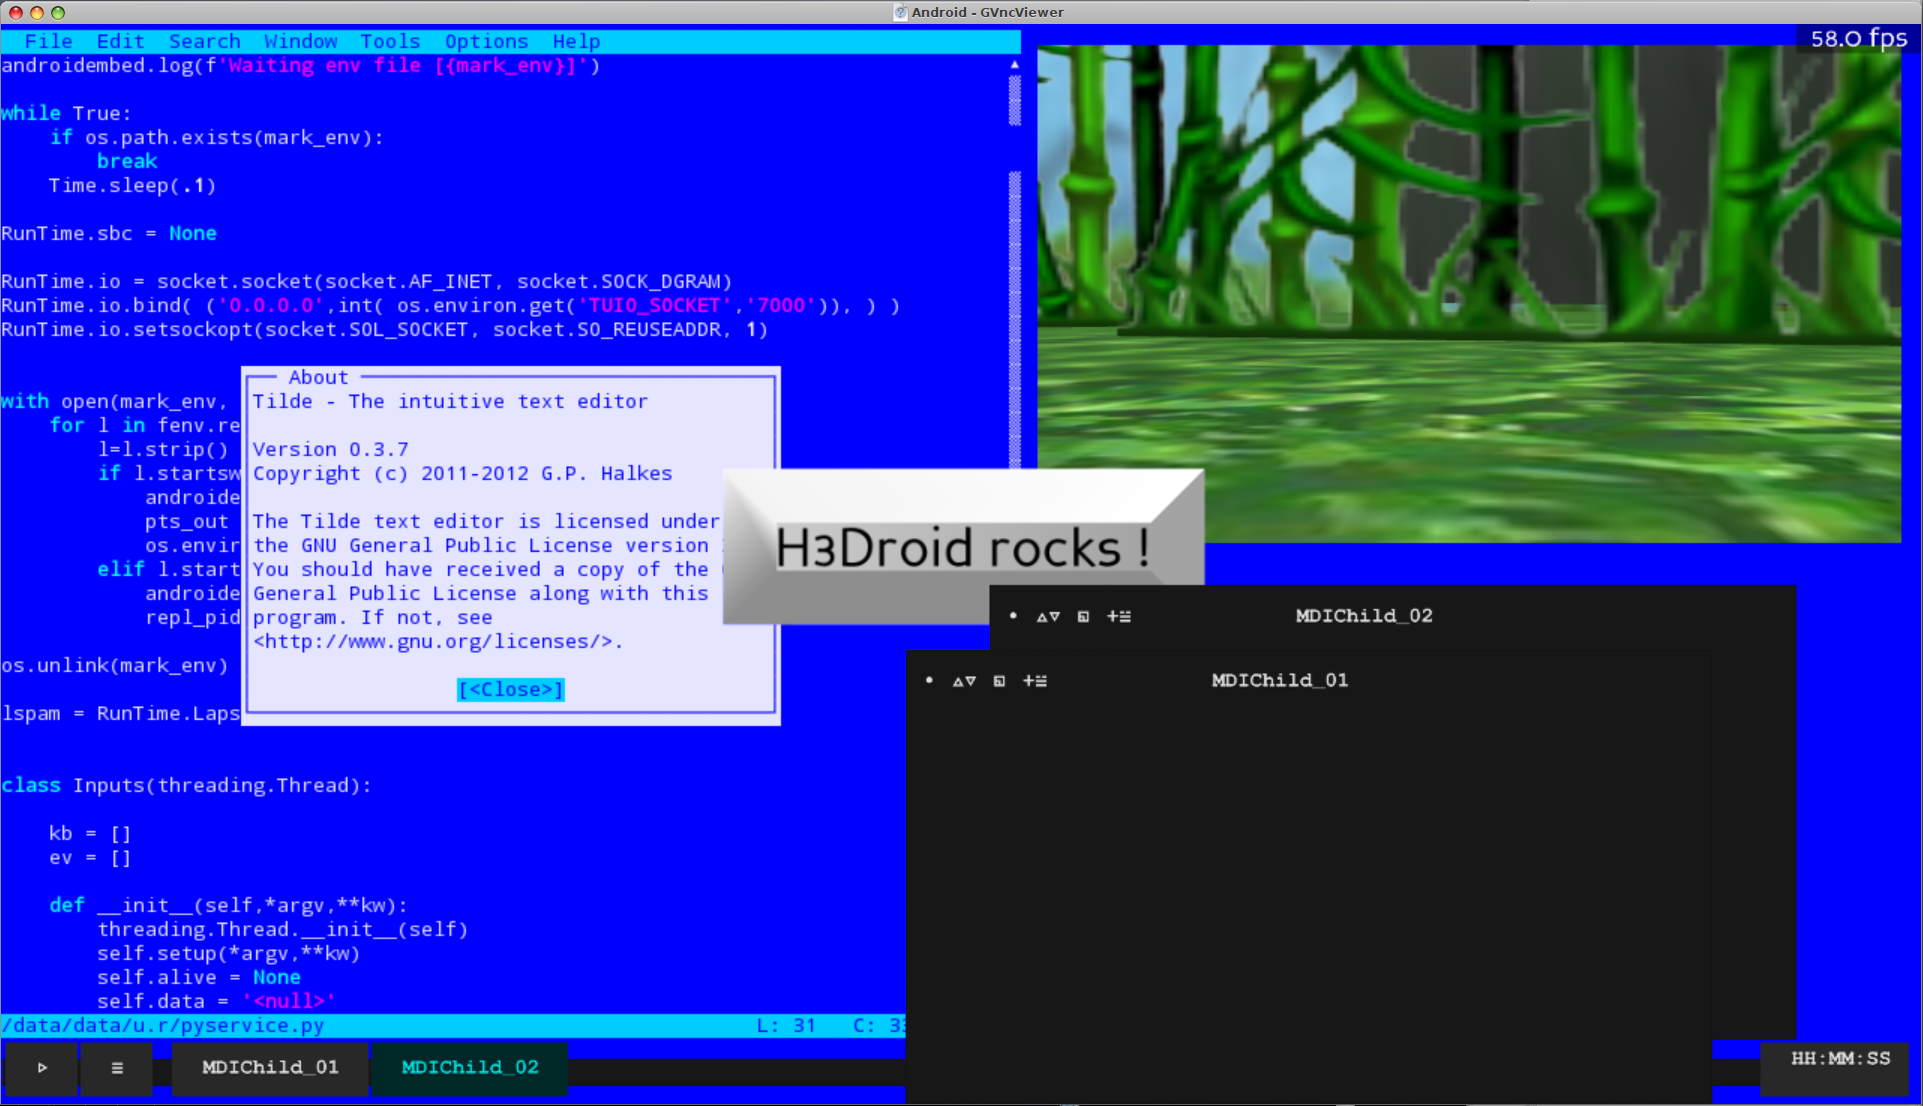 Android - GVncViewer
58.0 fps
File Edit Search Window Tools Options Help
androidembed.log(f'Waiting env file [{mark_env}]')
while True:
if os.path.exists(mark_env):
break
Time.sleep(.1)
RunTime.sbc = None
RunTime.io = socket.socket(socket.AF_INET, socket.SOCK_DGRAM)
RunTime.io.bind( ('0.0.0.0',int( os.environ.get('TUIO_SOCKET','7000')), ) )
RunTime.io.setsockopt(socket.SOL_SOCKET, socket.SO_REUSEADDR, 1)
with open(mark_env,
for l in fenv.re
l=l.strip()
if l.startsw
androide
pts_out
os.envir
elif l.start
androide
repl_pid
os.unlink(mark_env)
lspam = RunTime.Laps
About
Tilde - The intuitive text editor
Version 0.3.7
Copyright (c) 2011-2012 G.P. Halkes
The Tilde text editor is licensed under
the GNU General Public License version
You should have received a copy of the
General Public License along with this
program. If not, see
<http://www.gnu.org/licenses/>.
[<Close>]
H3Droid rocks !
MDIChild_02
MDIChild_01
class Inputs(threading.Thread):
kb = []
ev = []
def __init__(self,*argv,**kw):
threading.Thread.__init__(self)
self.setup(*argv,**kw)
self.alive = None
self.data = '<null>'
/data/data/u.r/pyservice.py L: 31 C: 33
MDIChild_01 MDIChild_02 HH:MM:SS